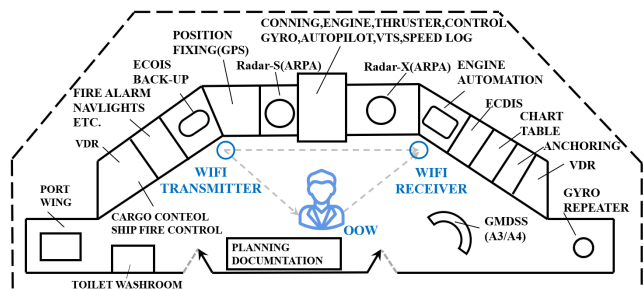 CONNING,ENGINE,THRUSTER,CONTROL
GYRO,AUTOPILOT,VTS,SPEED LOG
POSITION
FIXING(GPS)
ECOIS
BACK-UP
Radar-S(ARPA)
Radar-X(ARPA)
ENGINE
AUTOMATION
FIRE ALARM
NAVLIGHTS
ETC.
ECDIS
CHART
TABLE
ANCHORING
VDR
VDR
WIFI
TRANSMITTER
WIFI
RECEIVER
PORT
WING
GYRO
REPEATER
CARGO CONTEOL
SHIP FIRE CONTROL
OOW
GMDSS
(A3/A4)
PLANNING
DOCUMNTATION
TOILET WASHROOM